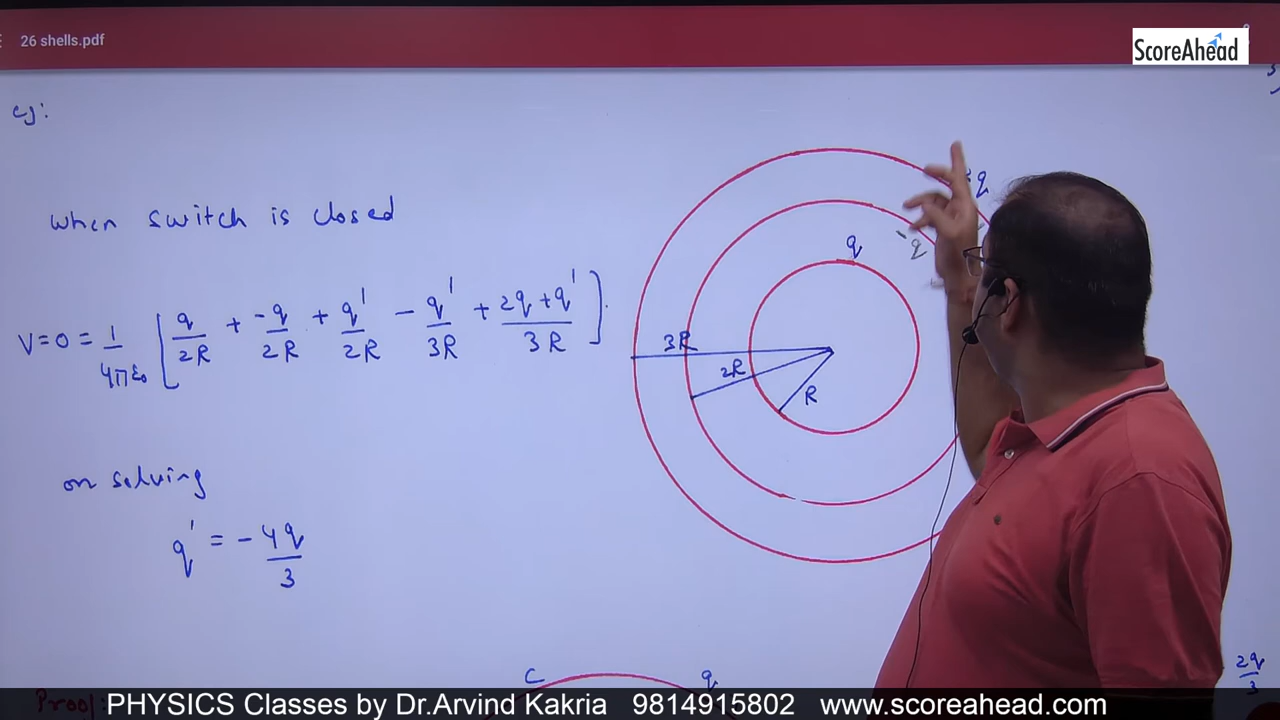 26 shells.pdf
ScoreAhead
eg:
When switch is closed
V=0 = 1/4πε₀ [ q/2R + -q/2R + q'/2R - q'/3R + 2q+q'/3R ].
on solving
q' = - 4q/3
q
-q
q
3R
2R
R
C
q
2q/3
Proof:
PHYSICS Classes by Dr.Arvind Kakria 9814915802 www.scoreahead.com